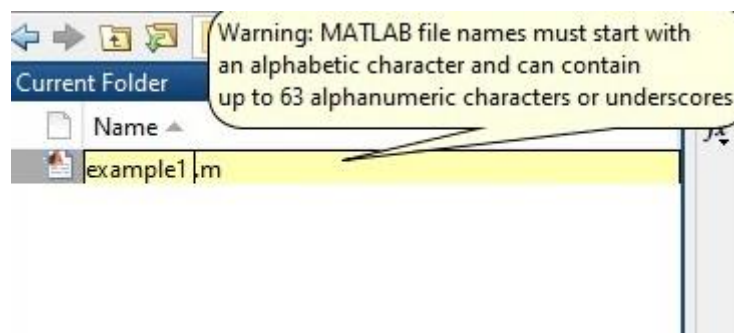 Warning: MATLAB file names must start with
an alphabetic character and can contain
up to 63 alphanumeric characters or underscores
Current Folder
Name
example1 .m